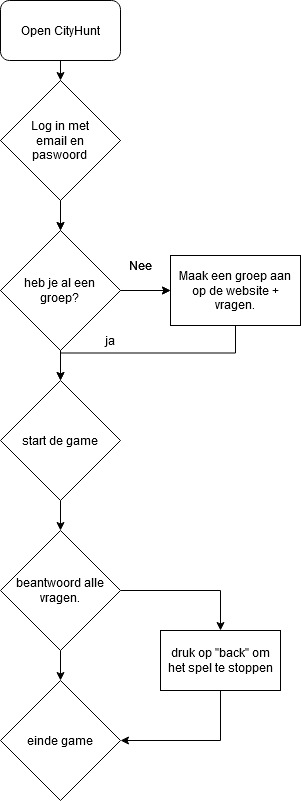 Open CityHunt
Log in met
email en
paswoord
heb je al een
groep?
Nee
Maak een groep aan
op de website +
vragen.
ja
start de game
beantwoord alle
vragen.
druk op "back" om
het spel te stoppen
einde game